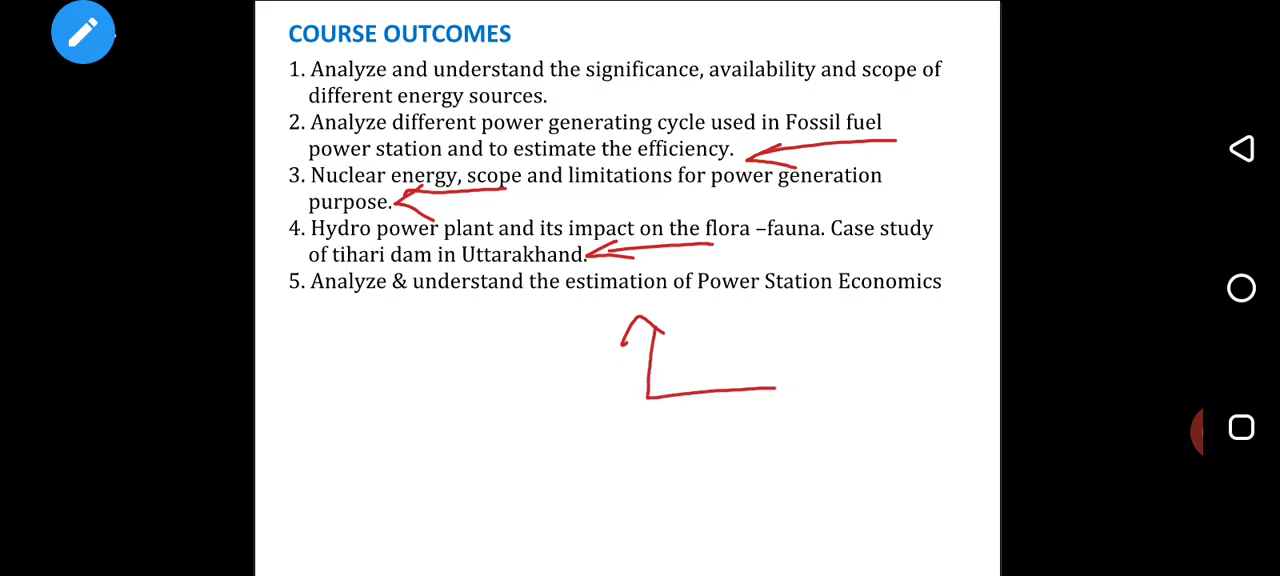 COURSE OUTCOMES
1. Analyze and understand the significance, availability and scope of
different energy sources.
2. Analyze different power generating cycle used in Fossil fuel
power station and to estimate the efficiency.
3. Nuclear energy, scope and limitations for power generation
purpose.
4. Hydro power plant and its impact on the flora –fauna. Case study
of tihari dam in Uttarakhand.
5. Analyze & understand the estimation of Power Station Economics